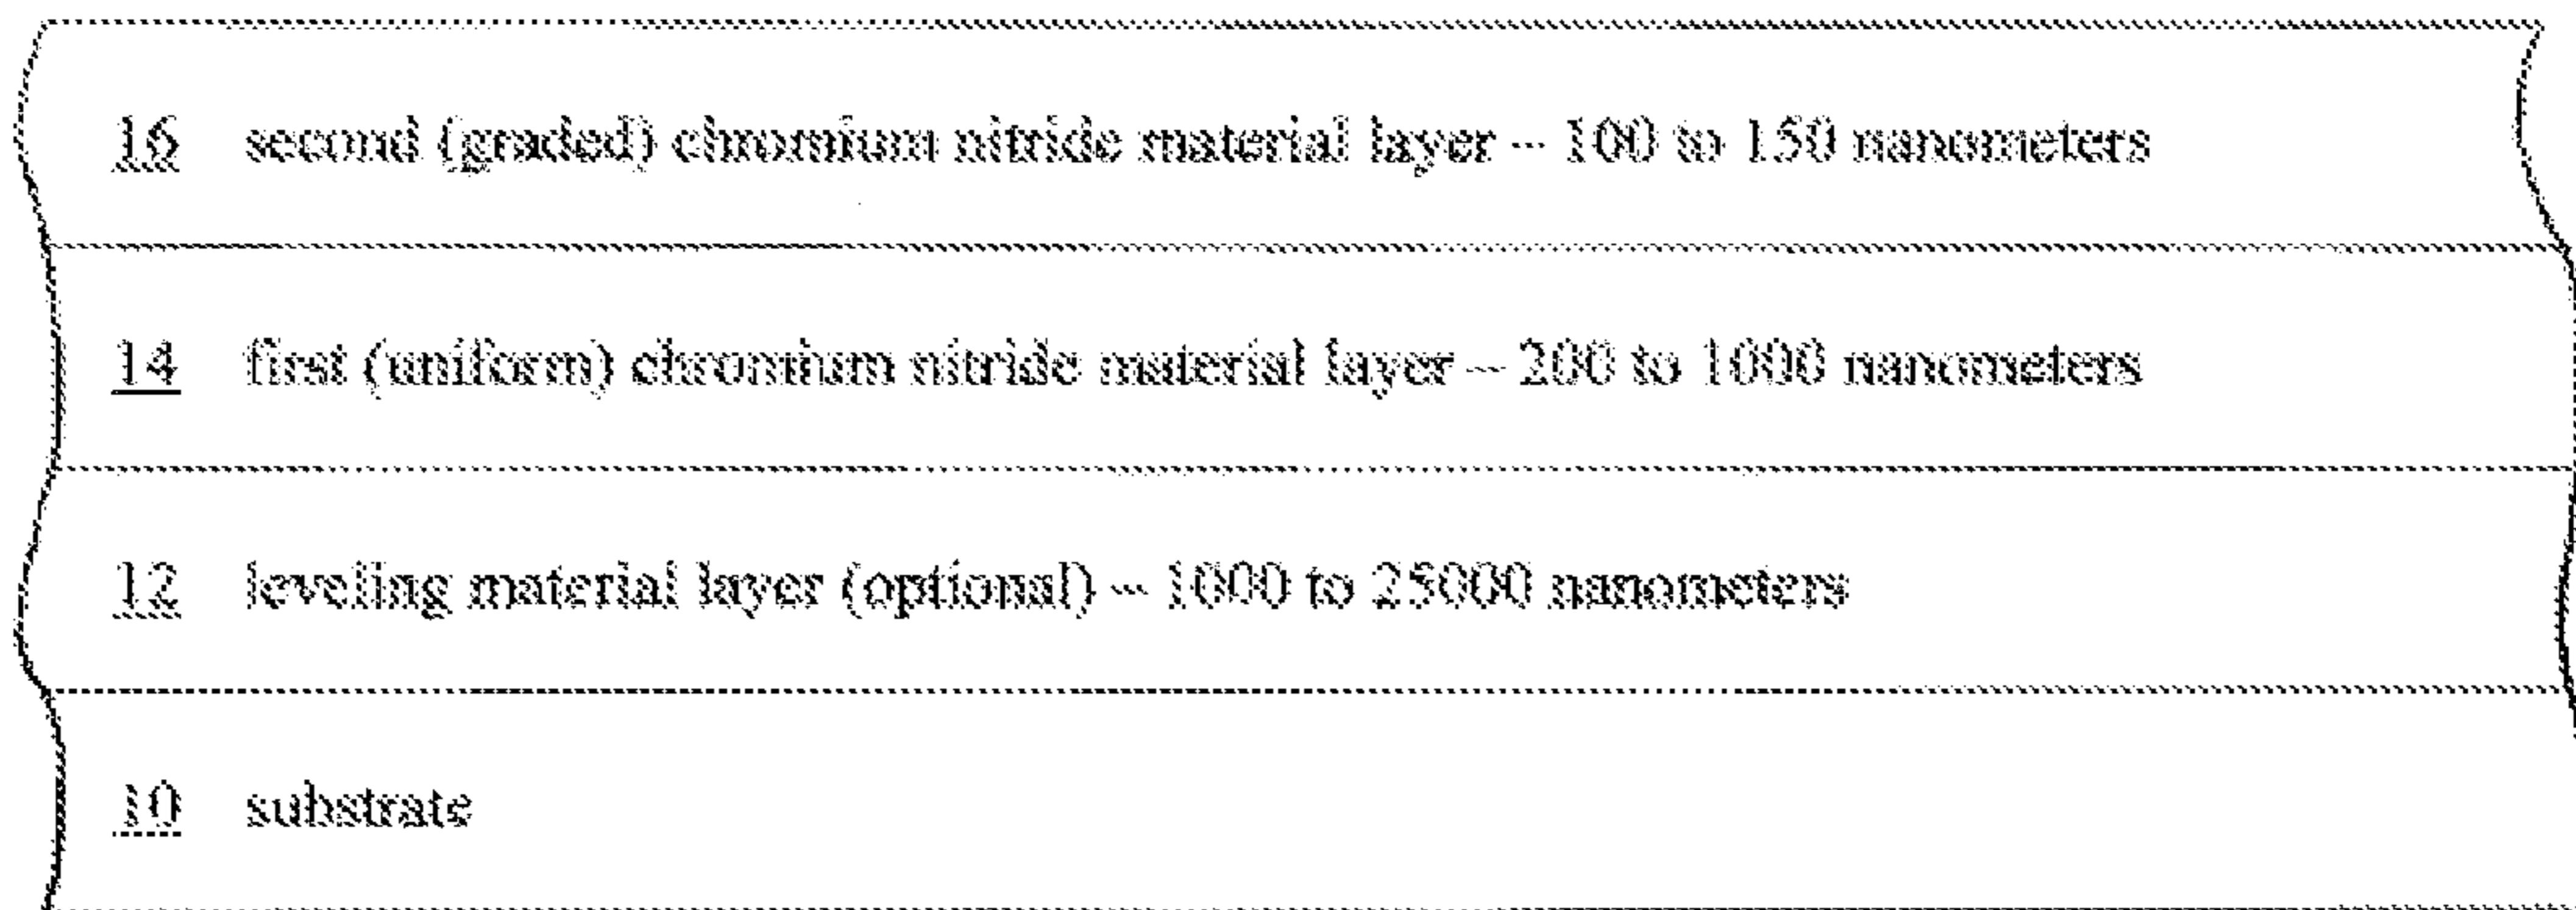 16 second (graded) chromium nitride material layer -- 100 to 150 nanometers
14 first (uniform) chromium nitride material layer -- 200 to 1000 nanometers
12 leveling material layer (optional) -- 1000 to 25000 nanometers
10 substrate